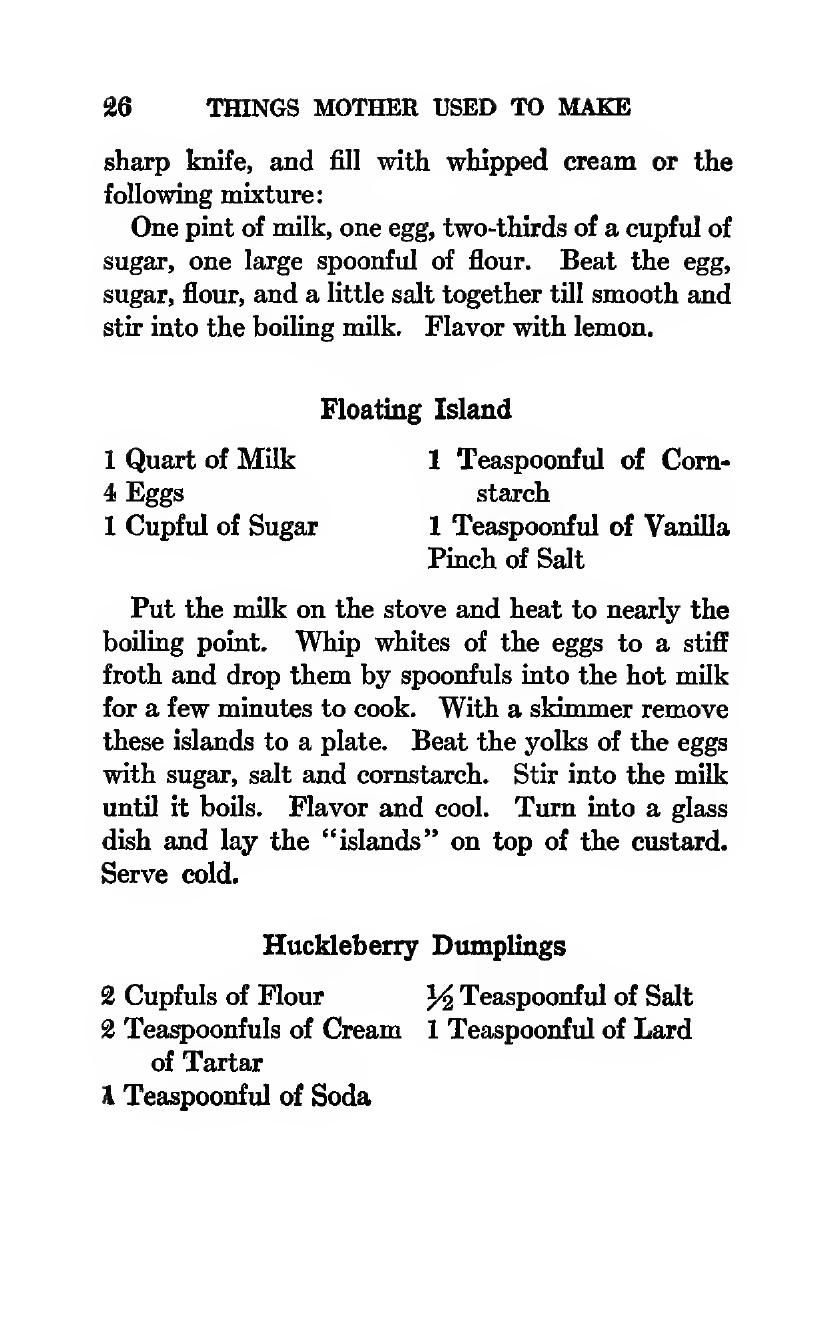 26 THINGS MOTHER USED TO MAKE
sharp knife, and fill with whipped cream or the
following mixture:
One pint of milk, one egg, two-thirds of a cupful of
sugar, one large spoonful of flour. Beat the egg,
sugar, flour, and a little salt together till smooth and
stir into the boiling milk. Flavor with lemon.
Floating Island
1 Quart of Milk
4 Eggs
1 Cupful of Sugar
1 Teaspoonful of Corn-
starch
1 Teaspoonful of Vanilla
Pinch of Salt
Put the milk on the stove and heat to nearly the
boiling point. Whip whites of the eggs to a stiff
froth and drop them by spoonfuls into the hot milk
for a few minutes to cook. With a skimmer remove
these islands to a plate. Beat the yolks of the eggs
with sugar, salt and cornstarch. Stir into the milk
until it boils. Flavor and cool. Turn into a glass
dish and lay the “islands” on top of the custard.
Serve cold.
Huckleberry Dumplings
2 Cupfuls of Flour
2 Teaspoonfuls of Cream
of Tartar
1 Teaspoonful of Soda
½ Teaspoonful of Salt
1 Teaspoonful of Lard